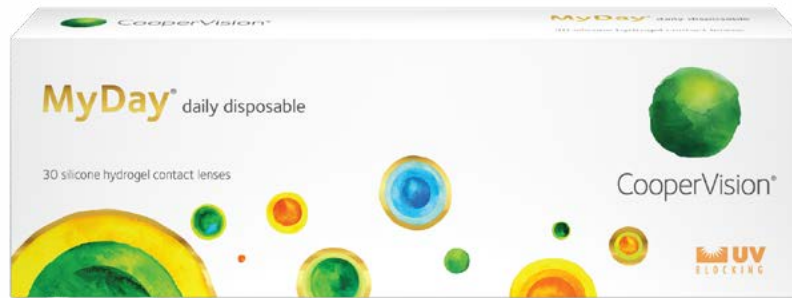 CooperVision®
MyDay® daily disposable
30 silicone hydrogel contact lenses
MyDay® daily disposable
30 silicone hydrogel contact lenses
CooperVision®
UV
BLOCKING